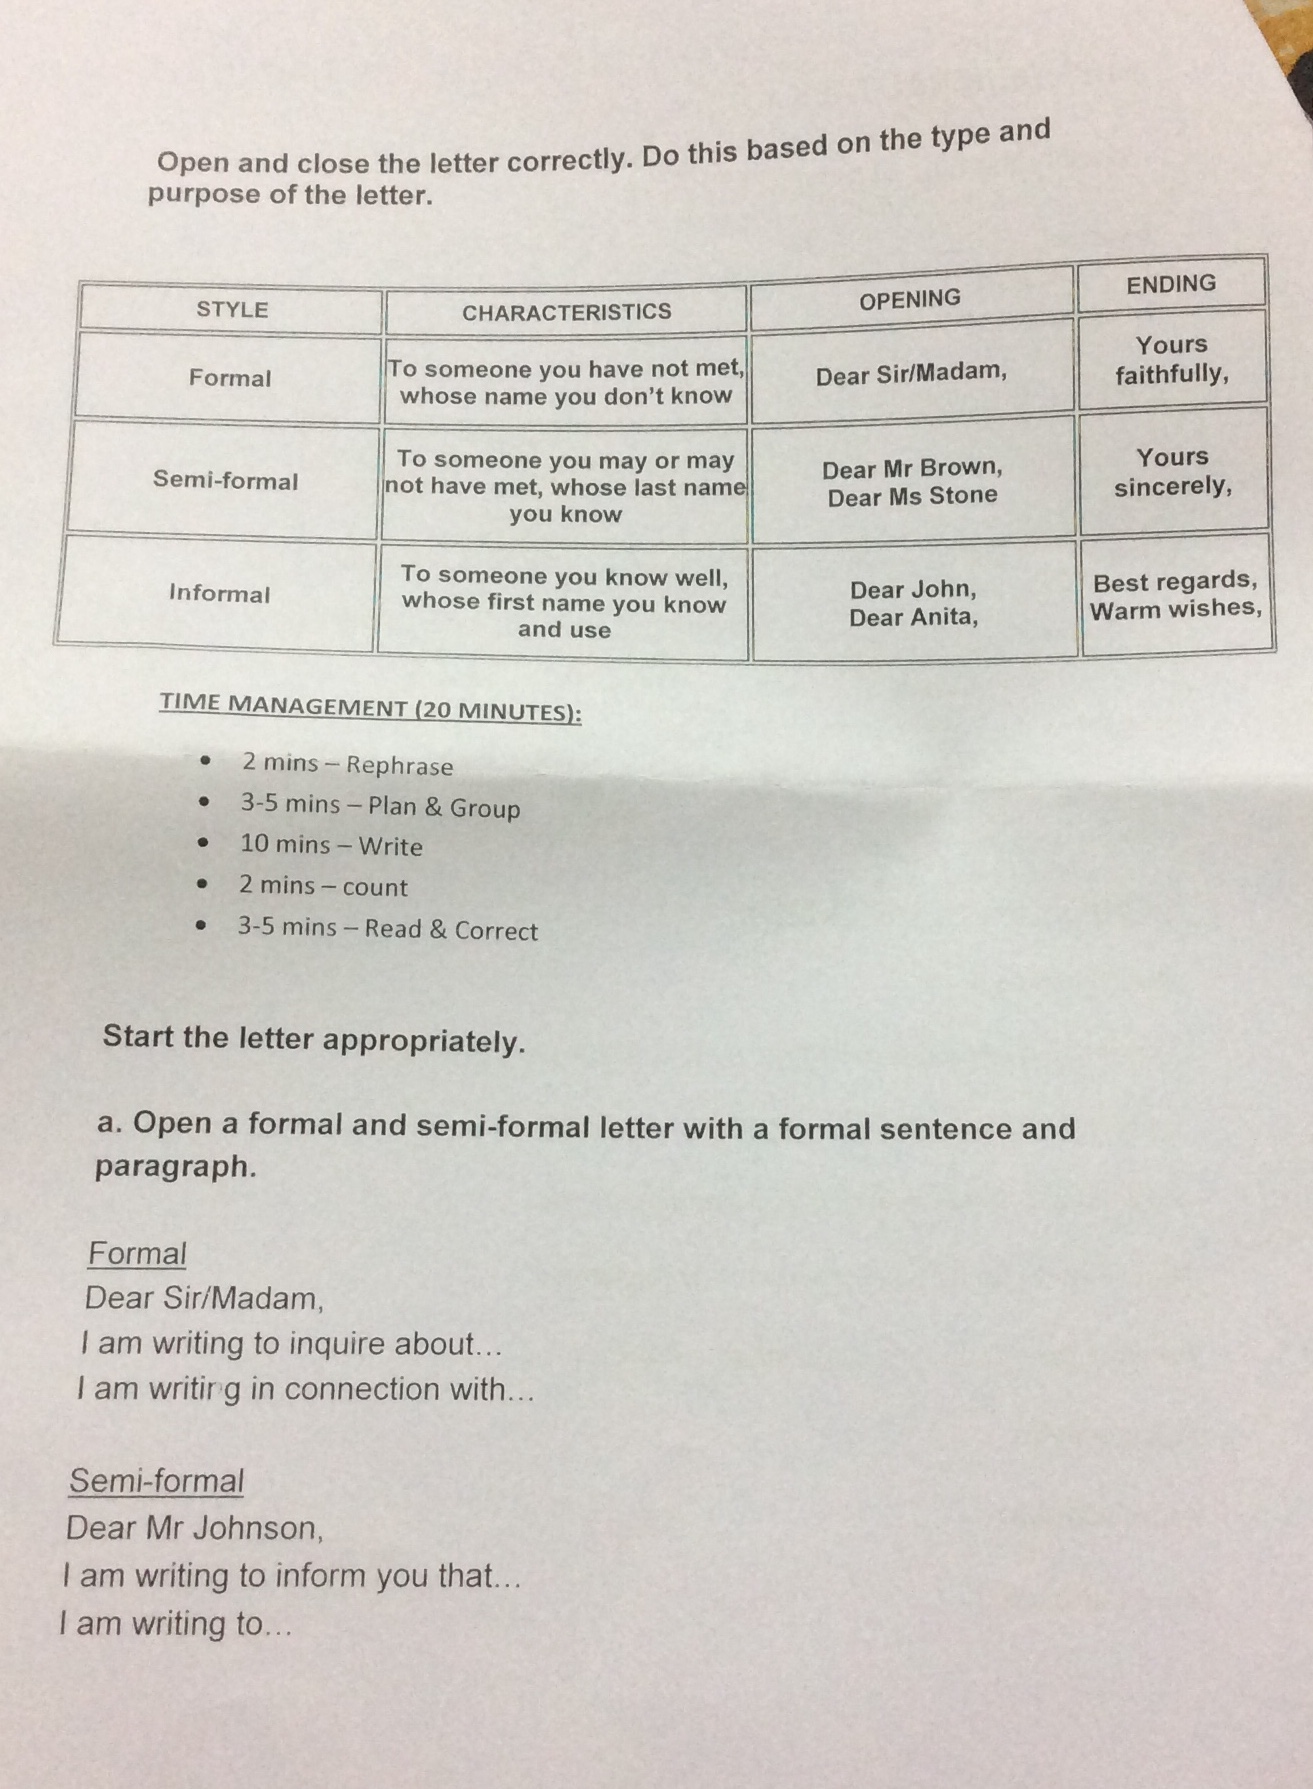 Open and close the letter correctly. Do this based on the type and
purpose of the letter.
STYLE CHARACTERISTICS OPENING ENDING
Formal
To someone you have not met,
whose name you don't know
Dear Sir/Madam,
Yours
faithfully,
Semi-formal
To someone you may or may
not have met, whose last name
you know
Dear Mr Brown,
Dear Ms Stone
Yours
sincerely,
Informal
To someone you know well,
whose first name you know
and use
Dear John,
Dear Anita,
Best regards,
Warm wishes,
TIME MANAGEMENT (20 MINUTES):
• 2 mins – Rephrase
• 3-5 mins – Plan & Group
• 10 mins – Write
• 2 mins – count
• 3-5 mins – Read & Correct
Start the letter appropriately.
a. Open a formal and semi-formal letter with a formal sentence and
paragraph.
Formal
Dear Sir/Madam,
I am writing to inquire about...
I am writing in connection with...
Semi-formal
Dear Mr Johnson,
I am writing to inform you that...
I am writing to...